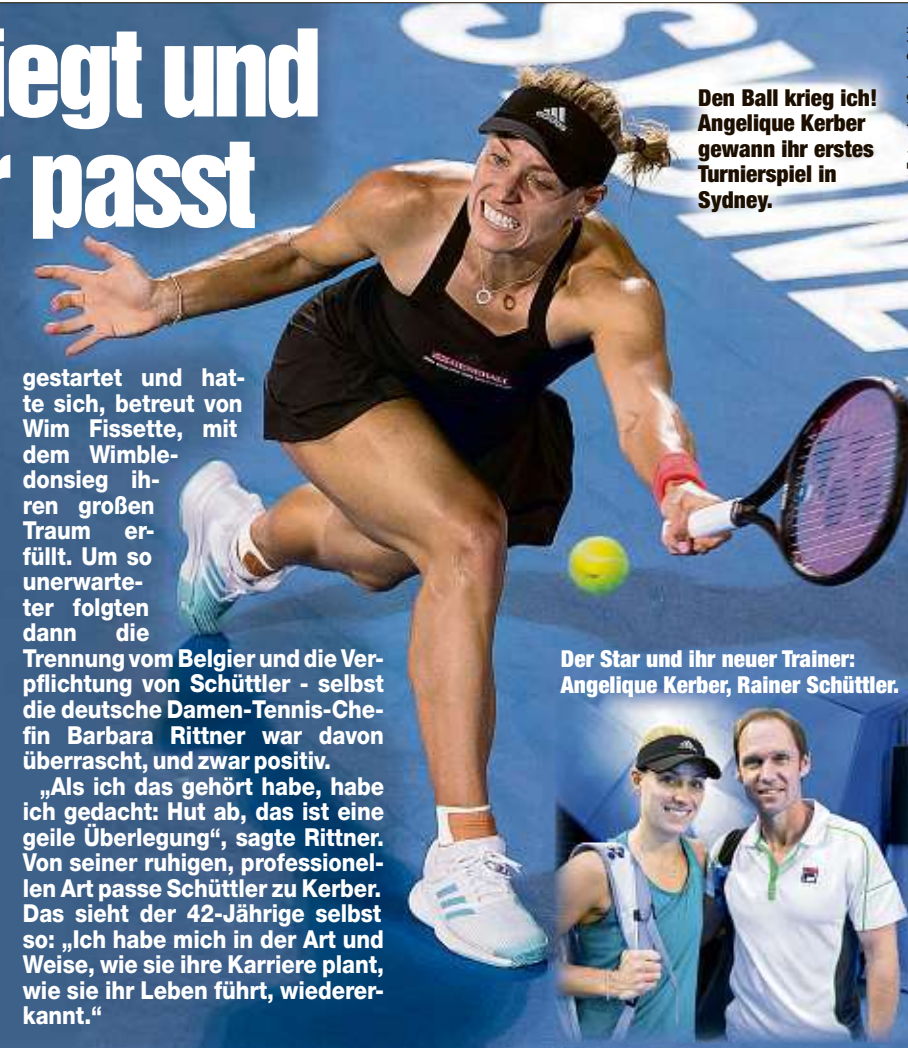 iegt und
r passt
Den Ball krieg ich!
Angelique Kerber
gewann ihr erstes
Turnierspiel in
Sydney.
gestartet und hat-
te sich, betreut von
Wim Fissette, mit
dem Wimble-
donsieg ih-
ren großen
Traum er-
füllt. Um so
unerwarte-
ter folgten
dann die
Trennung vom Belgier und die Ver-
pflichtung von Schüttler - selbst
die deutsche Damen-Tennis-Che-
fin Barbara Rittner war davon
überrascht, und zwar positiv.
„Als ich das gehört habe, habe
ich gedacht: Hut ab, das ist eine
geile Überlegung“, sagte Rittner.
Von seiner ruhigen, professionel-
len Art passe Schüttler zu Kerber.
Das sieht der 42-Jährige selbst
so: „Ich habe mich in der Art und
Weise, wie sie ihre Karriere plant,
wie sie ihr Leben führt, wiederer-
kannt.“
Der Star und ihr neuer Trainer:
Angelique Kerber, Rainer Schüttler.
adidas